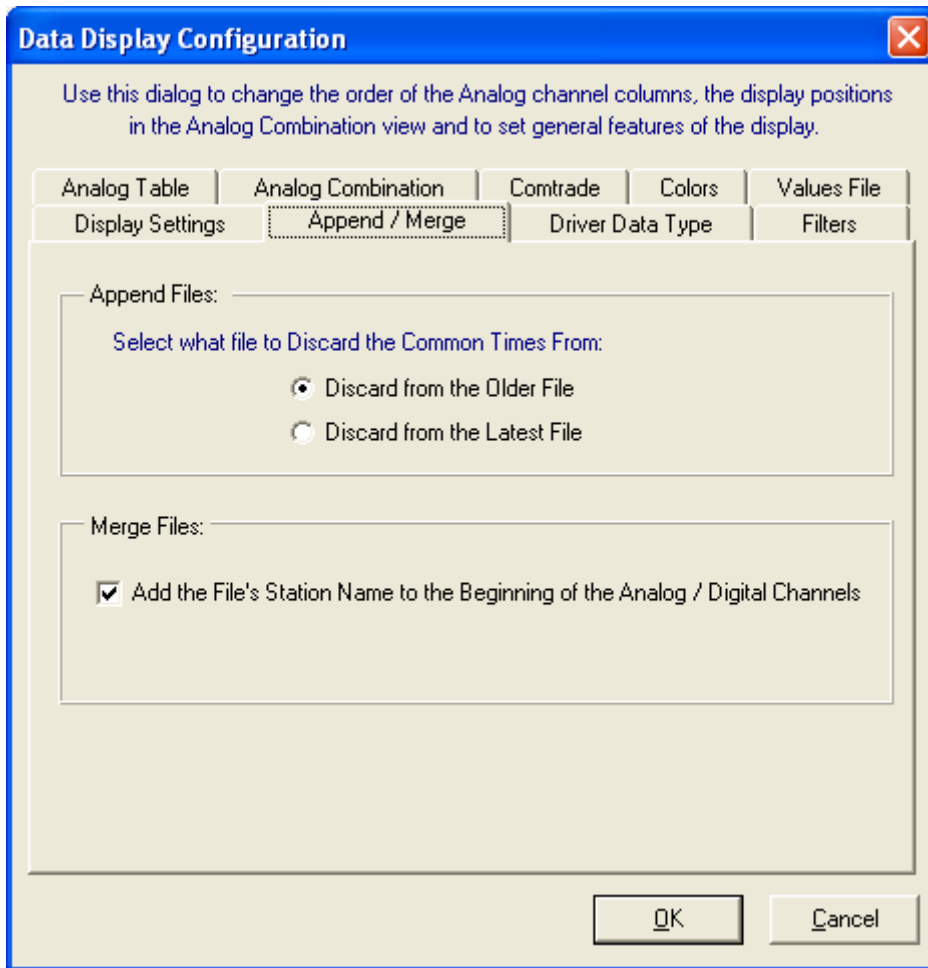 Data Display Configuration
Use this dialog to change the order of the Analog channel columns, the display positions
in the Analog Combination view and to set general features of the display.
Analog Table
Analog Combination
Comtrade
Colors
Values File
Display Settings
Append / Merge
Driver Data Type
Filters
Append Files:
Select what file to Discard the Common Times From:
Discard from the Older File
Discard from the Latest File
Merge Files:
Add the File's Station Name to the Beginning of the Analog / Digital Channels
OK
Cancel